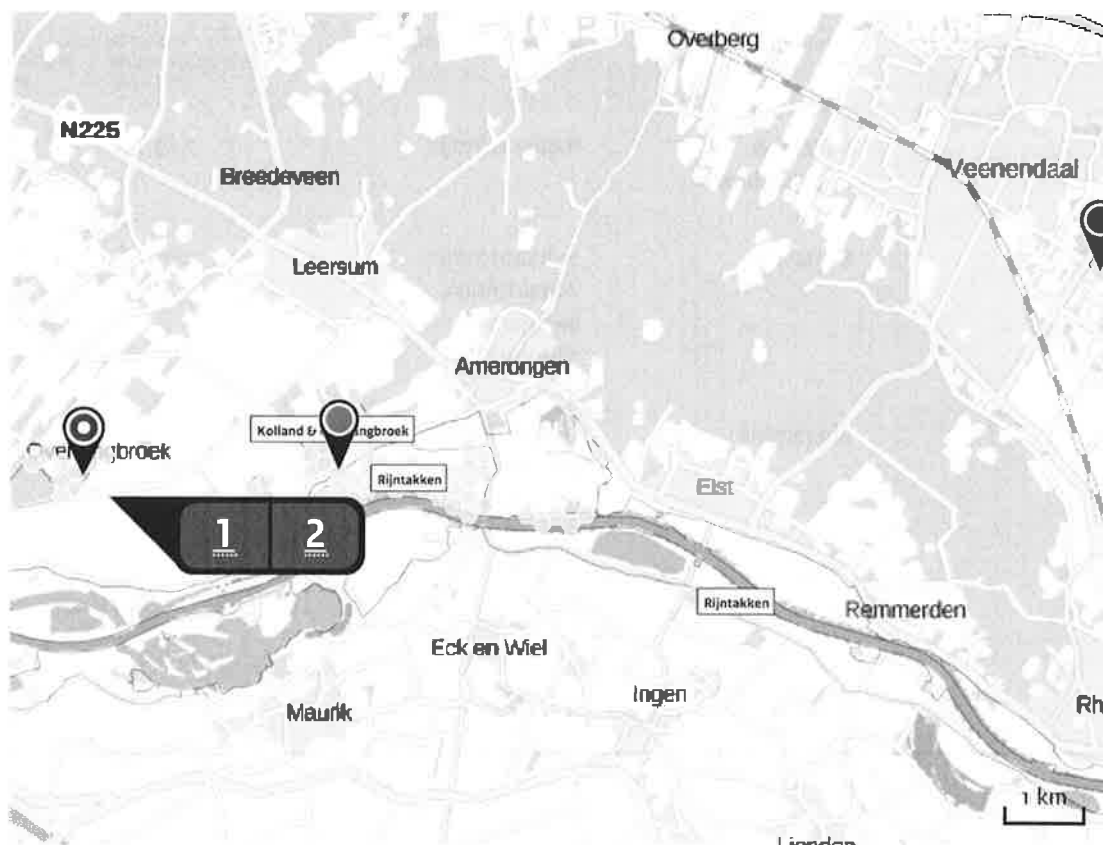 Overberg
N225
Veenendaal
Breedeveen
Leersum
Amerongen
Kolland &
Rijntakken
Elst
1
2
Rijntakken
Remmerden
Eck en Wiel
Ingen
Maurik
Rh
1 km